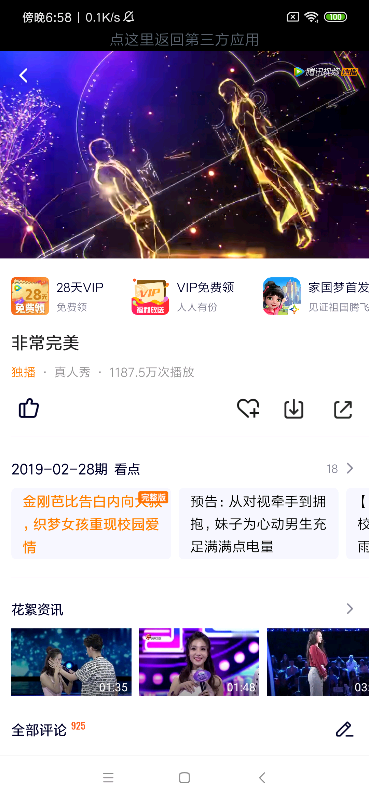 傍晚6:58 | 0.1K/s
100
点这里返回第三方应用
腾讯视频 独播
28天
免费领
28天VIP
免费领
VIP
VIP免费领
人人有份
家国梦首发
见证祖国腾飞
非常完美
独播 · 真人秀 · 1187.5万次播放
2019-02-28期 看点
18
完整版
金刚芭比告白内向大叔
，织梦女孩重现校园爱
情
预告：从对视牵手到拥
抱，妹子为心动男生充
足满满点电量
【
校
雨
花絮资讯
01:35
01:48
03:
全部评论 925